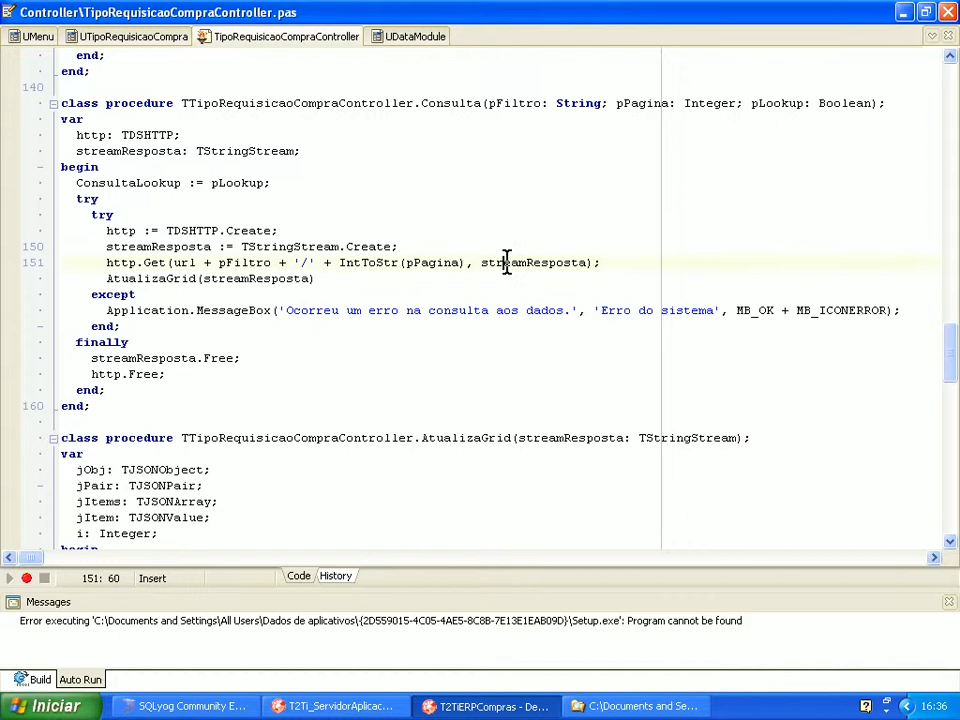 Controller\TipoRequisicaoCompraController.pas
UMenu UTipoRequisicaoCompra TipoRequisicaoCompraController UDataModule
end;
end;
140
class procedure TTipoRequisicaoCompraController.Consulta(pFiltro: String; pPagina: Integer; pLookup: Boolean);
var
http: TDSHTTP;
streamResposta: TStringStream;
begin
ConsultaLookup := pLookup;
try
try
http := TDSHTTP.Create;
150 streamResposta := TStringStream.Create;
151 http.Get(url + pFiltro + '/' + IntToStr(pPagina), streamResposta);
AtualizaGrid(streamResposta)
except
Application.MessageBox('Ocorreu um erro na consulta aos dados.', 'Erro do sistema', MB_OK + MB_ICONERROR);
end;
finally
streamResposta.Free;
http.Free;
end;
160 end;
class procedure TTipoRequisicaoCompraController.AtualizaGrid(streamResposta: TStringStream);
var
jObj: TJSONObject;
jPair: TJSONPair;
jItems: TJSONArray;
jItem: TJSONValue;
i: Integer;
begin
151: 60 Insert Code History
Messages
Error executing 'C:\Documents and Settings\All Users\Dados de aplicativos\{2D559015-4C05-4AE5-8C8B-7E13E1EAB09D}\Setup.exe': Program cannot be found
Build Auto Run
Iniciar SQLyog Community E... T2Ti_ServidorAplicac... T2TiERPCompras - De... C:\Documents and Se... 16:36